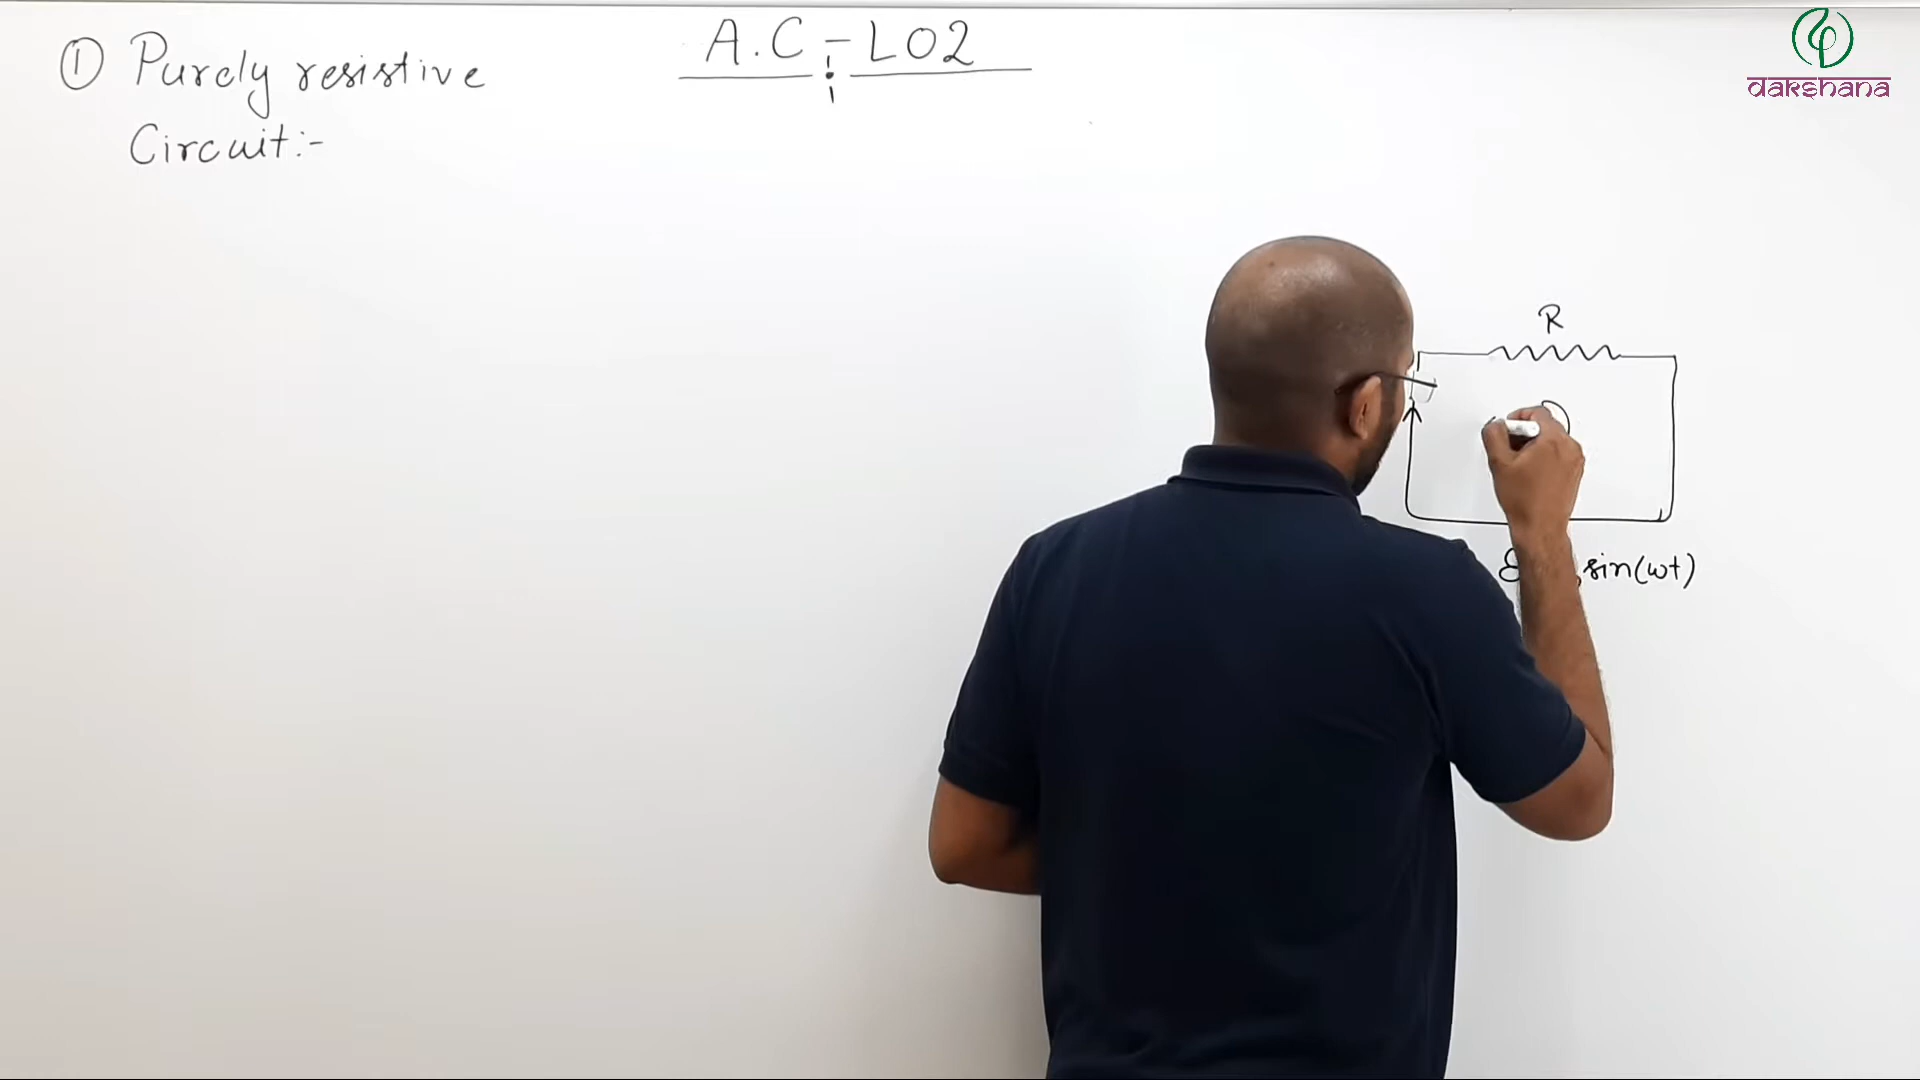 A.C - L02
① Purely resistive
Circuit:-
dakshana
R
sin(ωt)